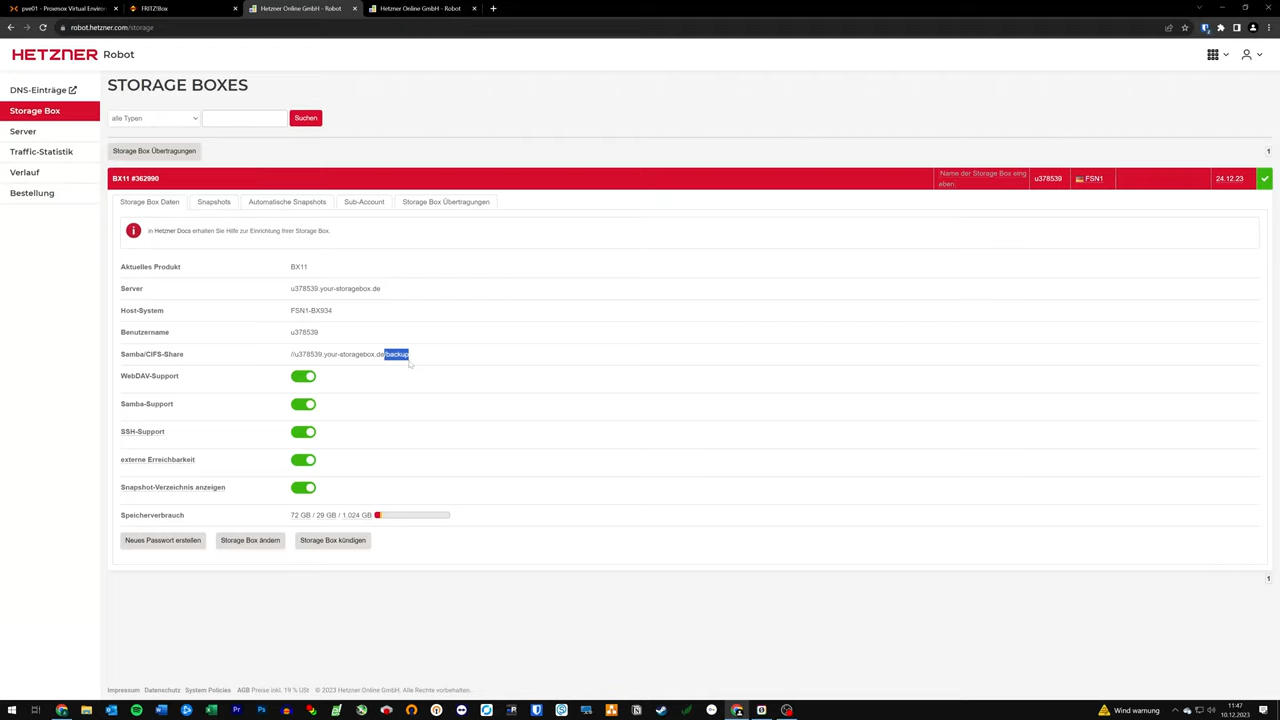 pve01 - Proxmox Virtual Environ
FRITZ!Box
Hetzner Online GmbH - Robot
Hetzner Online GmbH - Robot
robot.hetzner.com/storage
HETZNER Robot
DNS-Einträge
Storage Box
Server
Traffic-Statistik
Verlauf
Bestellung
STORAGE BOXES
alle Typen
Suchen
Storage Box Übertragungen
1
BX11 #362990
Name der Storage Box eing
eben.
u378539
FSN1
24.12.23
Storage Box Daten
Snapshots
Automatische Snapshots
Sub-Account
Storage Box Übertragungen
in Hetzner Docs erhalten Sie Hilfe zur Einrichtung Ihrer Storage Box.
Aktuelles Produkt BX11
Server u378539.your-storagebox.de
Host-System FSN1-BX934
Benutzername u378539
Samba/CIFS-Share //u378539.your-storagebox.de/backup
WebDAV-Support
Samba-Support
SSH-Support
externe Erreichbarkeit
Snapshot-Verzeichnis anzeigen
Speicherverbrauch 72 GB / 29 GB / 1.024 GB
Neues Passwort erstellen
Storage Box ändern
Storage Box kündigen
1
Impressum Datenschutz System Policies AGB Preise inkl. 19 % USt © 2023 Hetzner Online GmbH. Alle Rechte vorbehalten.
Wind warnung
11:47
10.12.2023